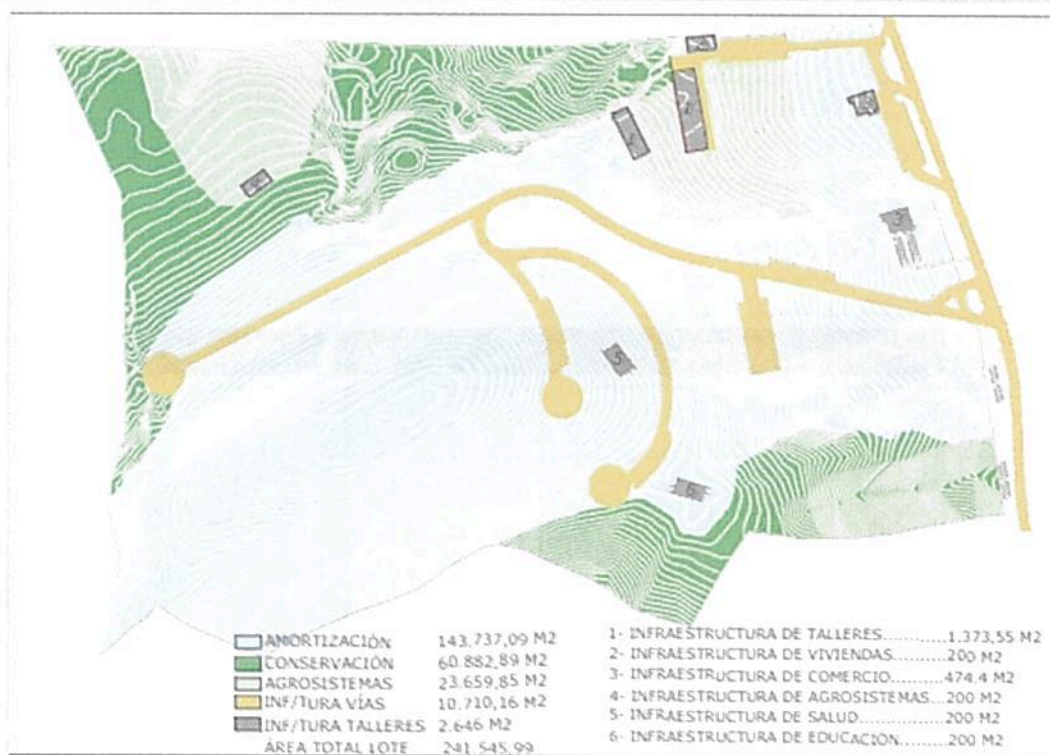 AMORTIZACIÓN 143.737,09 M2
CONSERVACIÓN 60.882,89 M2
AGROSISTEMAS 23.659,85 M2
INF/TURA VÍAS 10.710,16 M2
INF/TURA TALLERES 2.646 M2
ÁREA TOTAL LOTE 241.545,99
1- INFRAESTRUCTURA DE TALLERES..........1.373,55 M2
2- INFRAESTRUCTURA DE VIVIENDAS.........200 M2
3- INFRAESTRUCTURA DE COMERCIO..........474.4 M2
4- INFRAESTRUCTURA DE AGROSISTEMAS...200 M2
5- INFRAESTRUCTURA DE SALUD...............200 M2
6- INFRAESTRUCTURA DE EDUCACIÓN.......200 M2